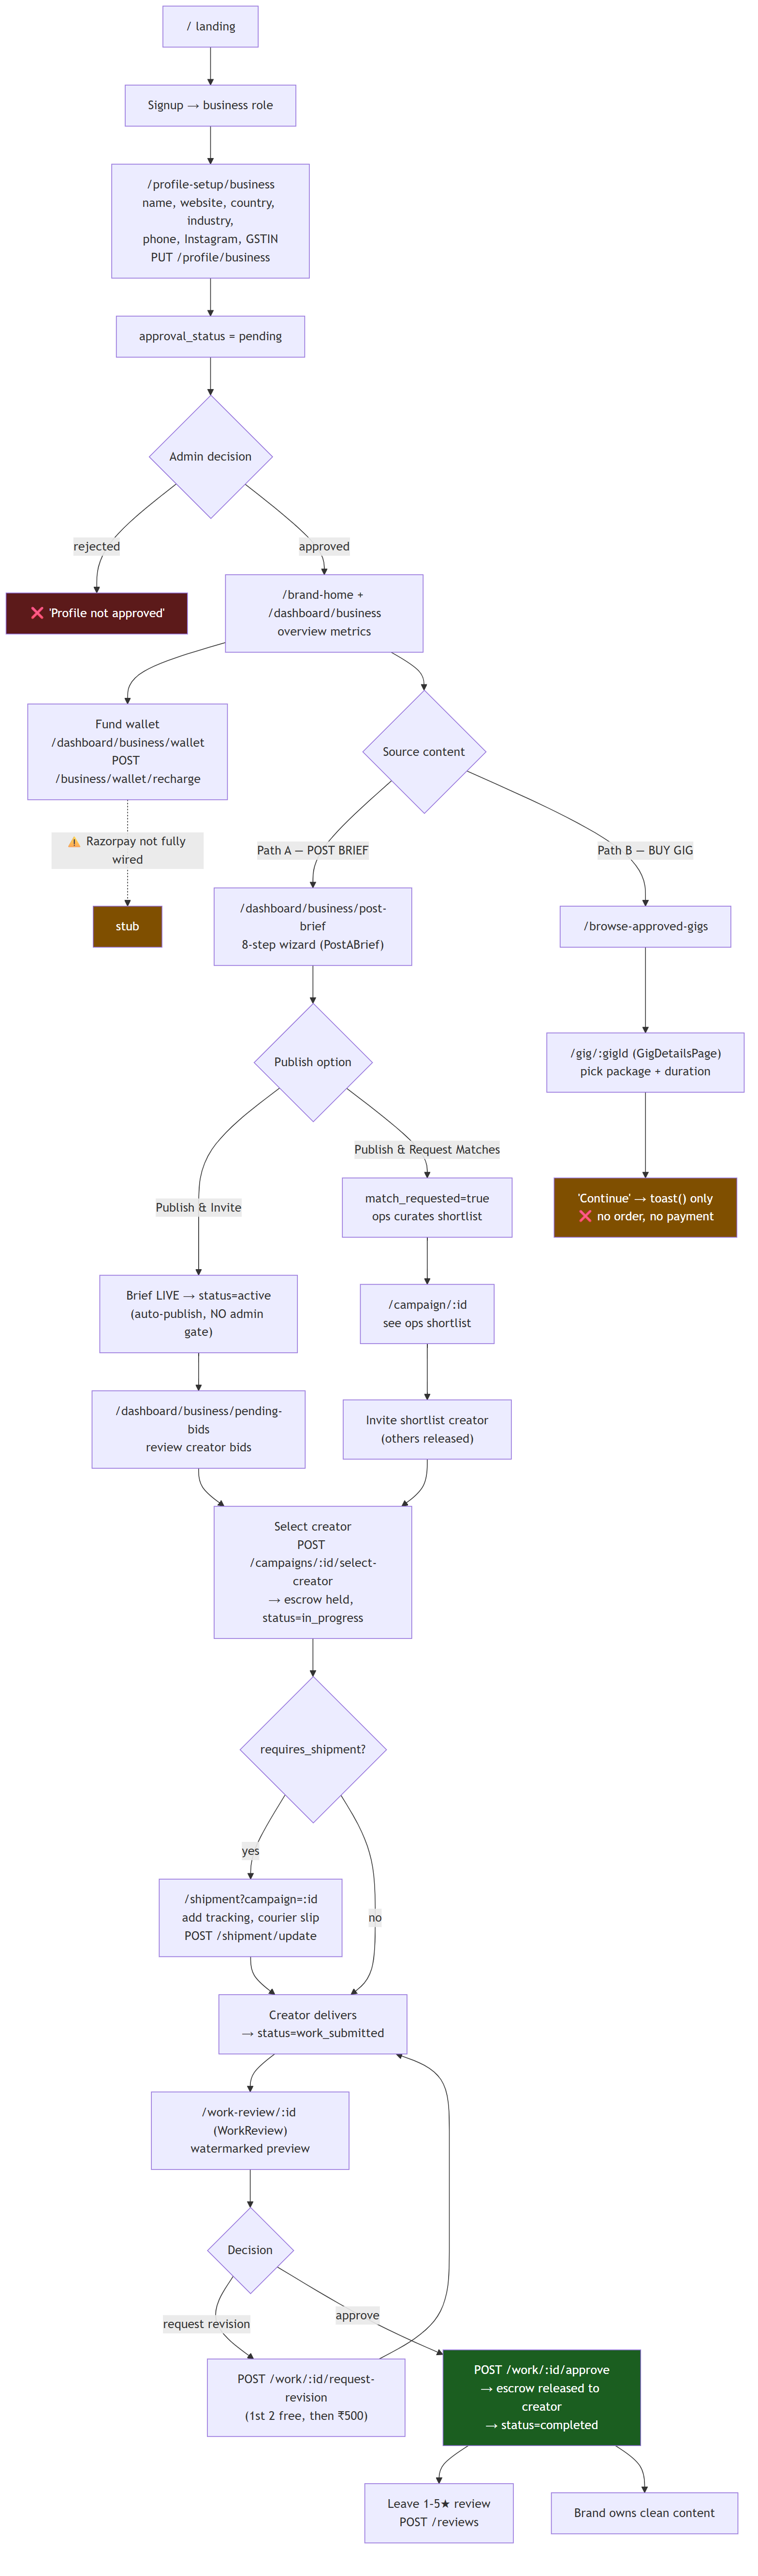 / landing
Signup → business role
/profile-setup/business
name, website, country,
industry,
phone, Instagram, GSTIN
PUT /profile/business
approval_status = pending
Admin decision
rejected
approved
❌ 'Profile not approved'
/brand-home +
/dashboard/business
overview metrics
Fund wallet
/dashboard/business/wallet
POST
/business/wallet/recharge
Source content
⚠️ Razorpay not fully
wired
Path A — POST BRIEF
Path B — BUY GIG
stub
/dashboard/business/post-
brief
8-step wizard (PostABrief)
/browse-approved-gigs
Publish option
/gig/:gigId (GigDetailsPage)
pick package + duration
Publish & Invite
Publish & Request Matches
match_requested=true
ops curates shortlist
'Continue' → toast() only
❌ no order, no payment
Brief LIVE → status=active
(auto-publish, NO admin
gate)
/campaign/:id
see ops shortlist
/dashboard/business/pending-
bids
review creator bids
Invite shortlist creator
(others released)
Select creator
POST
/campaigns/:id/select-
creator
→ escrow held,
status=in_progress
requires_shipment?
yes
no
/shipment?campaign=:id
add tracking, courier slip
POST /shipment/update
Creator delivers
→ status=work_submitted
/work-review/:id
(WorkReview)
watermarked preview
Decision
request revision
approve
POST /work/:id/request-
revision
(1st 2 free, then ₹500)
POST /work/:id/approve
→ escrow released to
creator
→ status=completed
Leave 1-5★ review
POST /reviews
Brand owns clean content